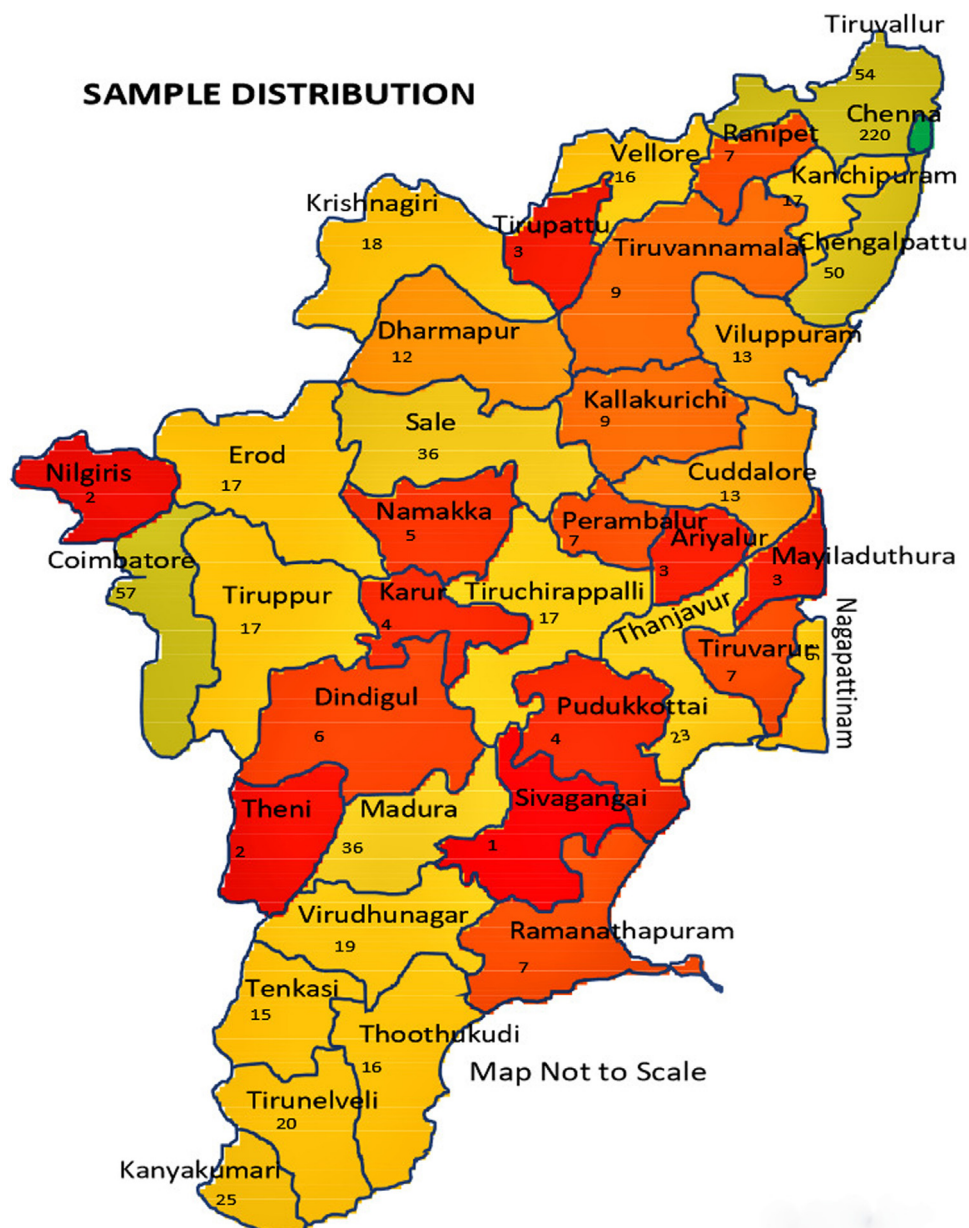 Tiruvallur
SAMPLE DISTRIBUTION
54
Chenna
220
Ranipet
7
Vellore
16
Kanchipuram
17
Krishnagiri
18
Tirupattu
3
Tiruvannamala
9
Chengalpattu
50
Dharmapur
12
Viluppuram
13
Kallakurichi
9
Sale
36
Erod
17
Nilgiris
2
Cuddalore
13
Namakka
5
Perambalur
7
Ariyalur
3
Mayiladuthura
3
Coimbatore
57
Tiruppur
17
Karur
4
Tiruchirappalli
17
Thanjavur
23
Tiruvarur
7
Nagapattinam
Dindigul
6
Pudukkottai
4
Theni
2
Madura
36
Sivagangai
1
Virudhunagar
19
Ramanathapuram
7
Tenkasi
15
Thoothukudi
16
Map Not to Scale
Tirunelveli
20
Kanyakumari
25